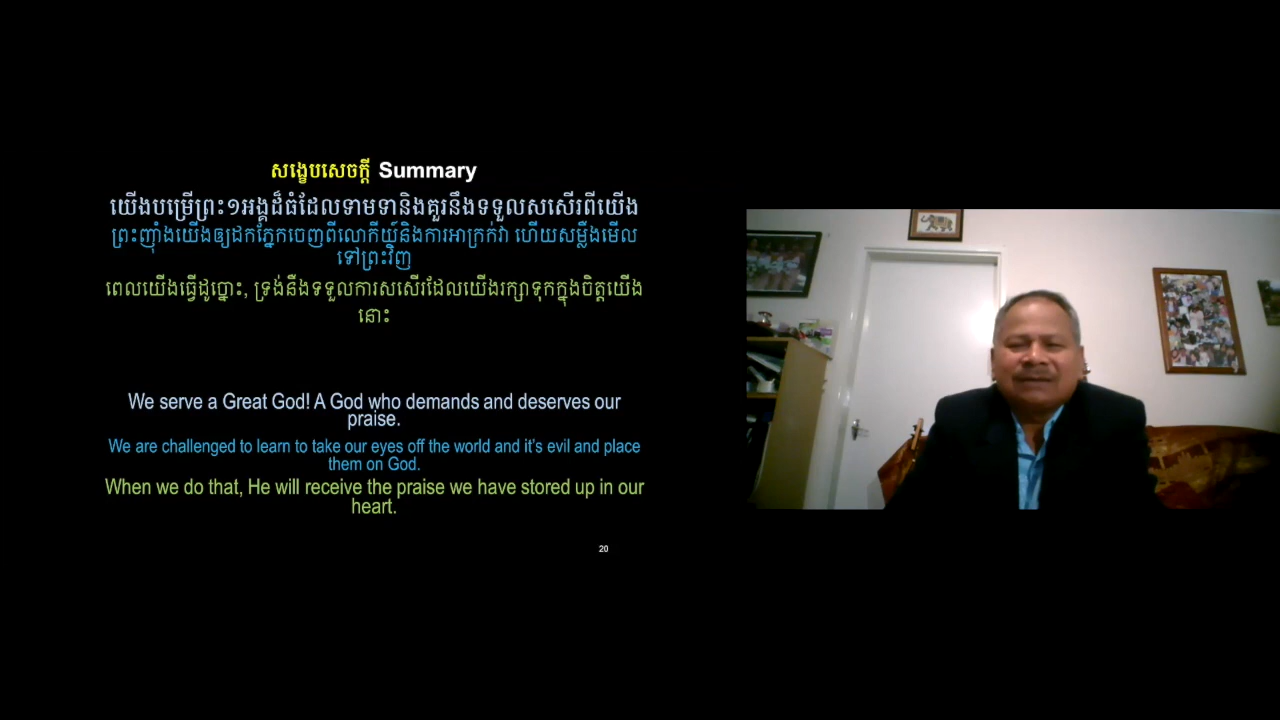 សង្ខេបសេចក្តី Summary
យើងបម្រើព្រះ១អង្គដ៏ធំដែលទាមទានិងគួរនឹងទទួលសសើរពីយើង
ព្រះញ៉ាំងយើងឲ្យដកភ្នែកចេញពីលោកីយ៍និងការអាក្រក់វា ហើយសម្លឹងមើល
ទៅព្រះវិញ
ពេលយើងធ្វើដូច្នោះ, ទ្រង់នឹងទទួលការសសើរដែលយើងរក្សាទុកក្នុងចិត្តយើង
នោះ
We serve a Great God! A God who demands and deserves our
praise.
We are challenged to learn to take our eyes off the world and it's evil and place
them on God.
When we do that, He will receive the praise we have stored up in our
heart.
20